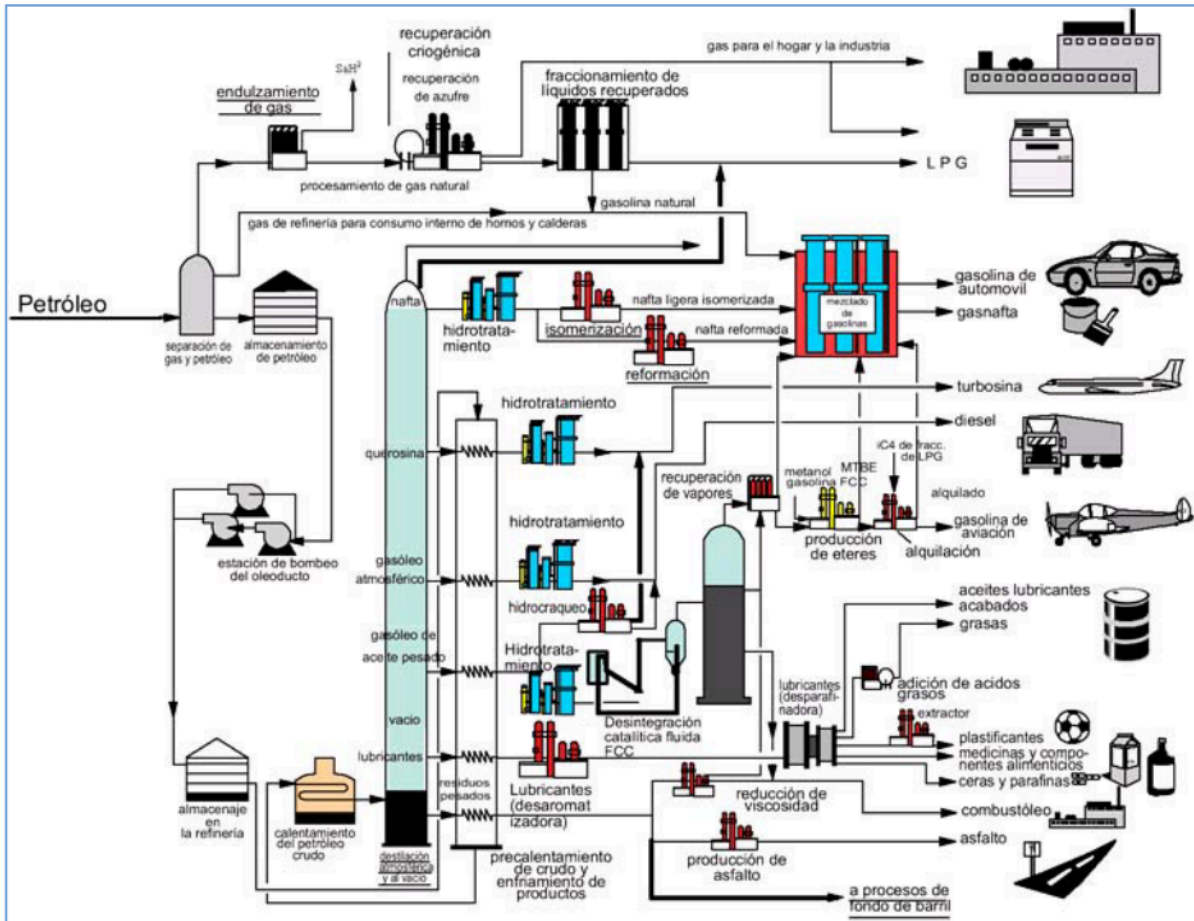 recuperación
criogénica
recuperación
de azufre
endulzamiento
de gas
fraccionamiento de
líquidos recuperados
gas para el hogar y la industria
L P G
procesamiento de gas natural
gasolina natural
gas de refinería para consumo interno de hornos y calderas
Petróleo
separación de
gas y petróleo
almacenamiento
de petróleo
nafta
hidrotrata-
miento
isomerización
nafta ligera isomerizada
nafta reformada
reformación
mezclado
de
gasolinas
gasolina de
automovil
gasnafta
turbosina
diesel
hidrotratamiento
querosina
iC4 de fracc.
de LPG
recuperación
de vapores
metanol
MTBE
gasolina FCC
alquilado
gasolina de
aviación
producción
de eteres
alquilación
estación de bombeo
del oleoducto
hidrotratamiento
gasóleo
atmosférico
hidrocraqueo
gasóleo de
aceite pesado
Hidrotrata-
miento
aceites lubricantes
acabados
grasas
lubricantes
(desparafi-
nadora)
adición de acidos
grasos
extractor
Desintegración
catalítica fluida
FCC
plastificantes
medicinas y compo-
nentes alimenticios
ceras y parafinas
vacio
lubricantes
residuos
pesados
Lubricantes
(desaromat
izadora)
reducción de
viscosidad
combustóleo
almacenaje
en
la refinería
calentamiento
del petróleo
crudo
destilación
atmosférica
y al vacio
precalentamiento
de crudo y
enfriamiento de
productos
producción de
asfalto
asfalto
a procesos de
fondo de barril